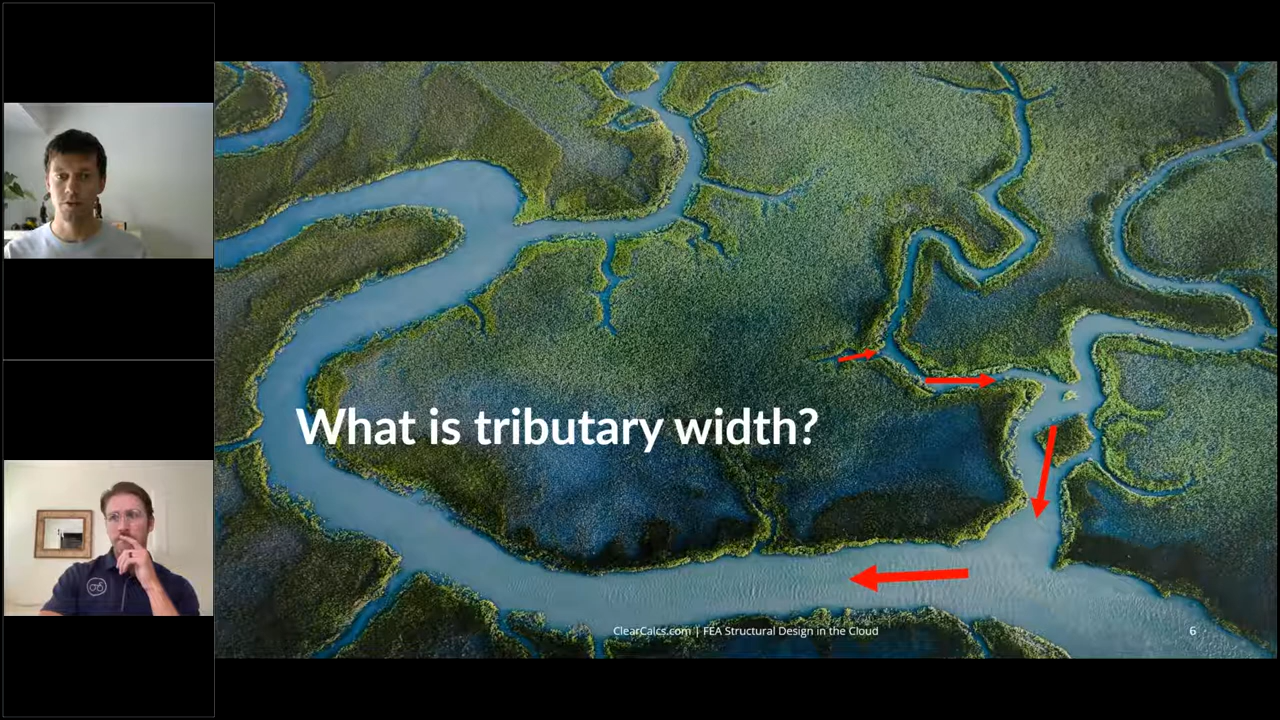 What is tributary width?
ClearCalcs.com | FEA Structural Design in the Cloud
6